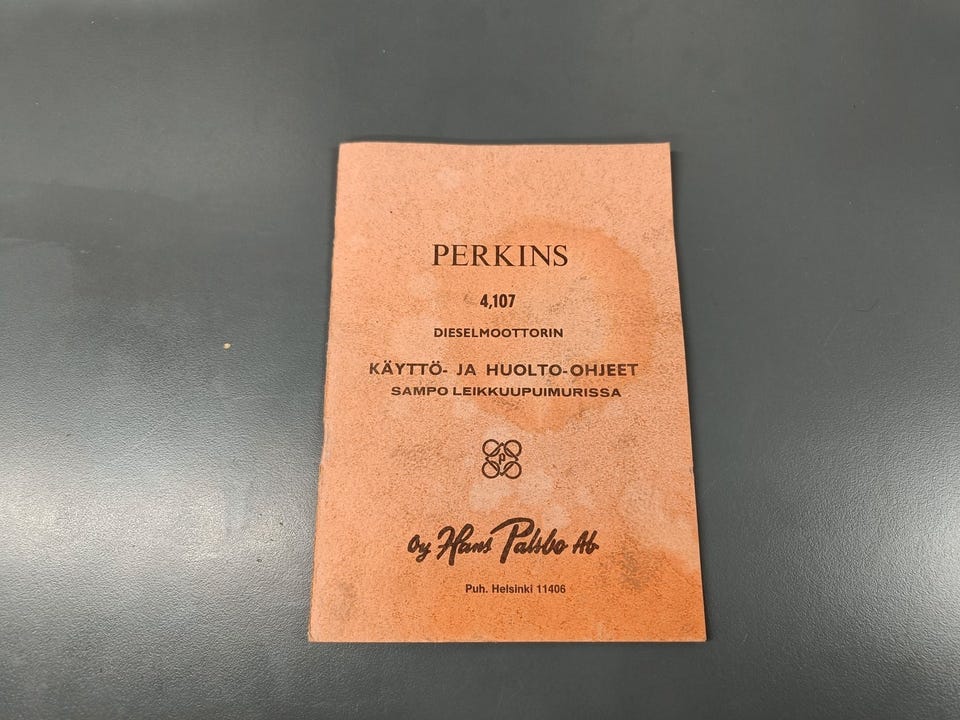 PERKINS
4,107
DIESELMOOTTORIN
KÄYTTÖ- JA HUOLTO-OHJEET
SAMPO LEIKKUUPUIMURISSA
P
Oy Hans Palsbo Ab
Puh. Helsinki 11406